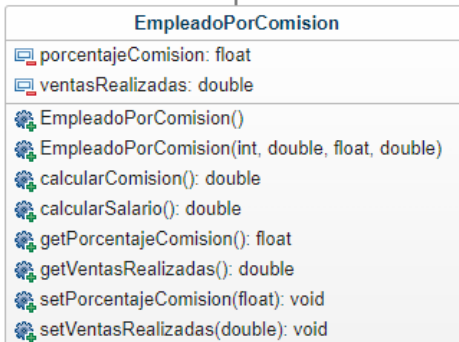 EmpleadoPorComision
porcentajeComision: float
ventasRealizadas: double
EmpleadoPorComision()
EmpleadoPorComision(int, double, float, double)
calcularComision(): double
calcularSalario(): double
getPorcentajeComision(): float
getVentasRealizadas(): double
setPorcentajeComision(float): void
setVentasRealizadas(double): void